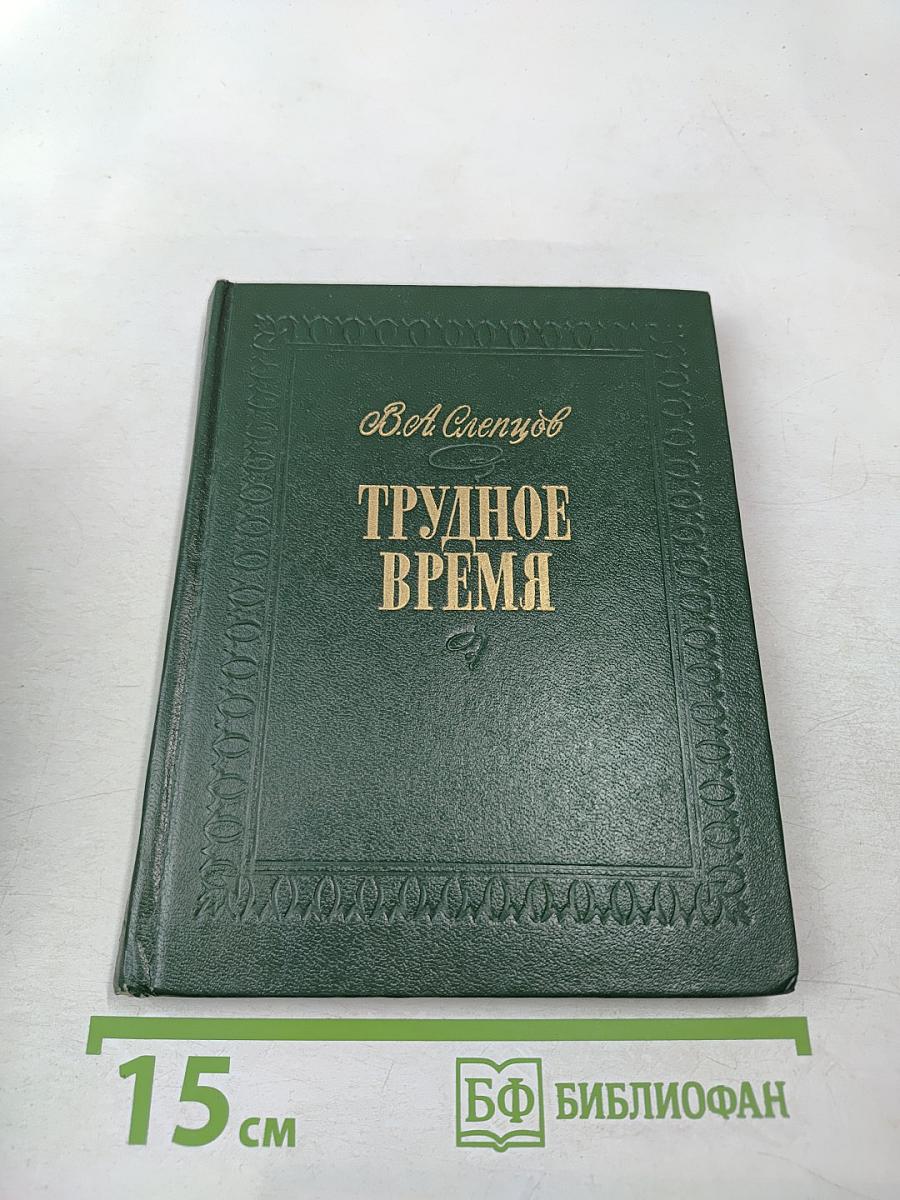 В.А. Слепцов
ТРУДНОЕ
ВРЕМЯ
15 см
БФ БИБЛИОФАН